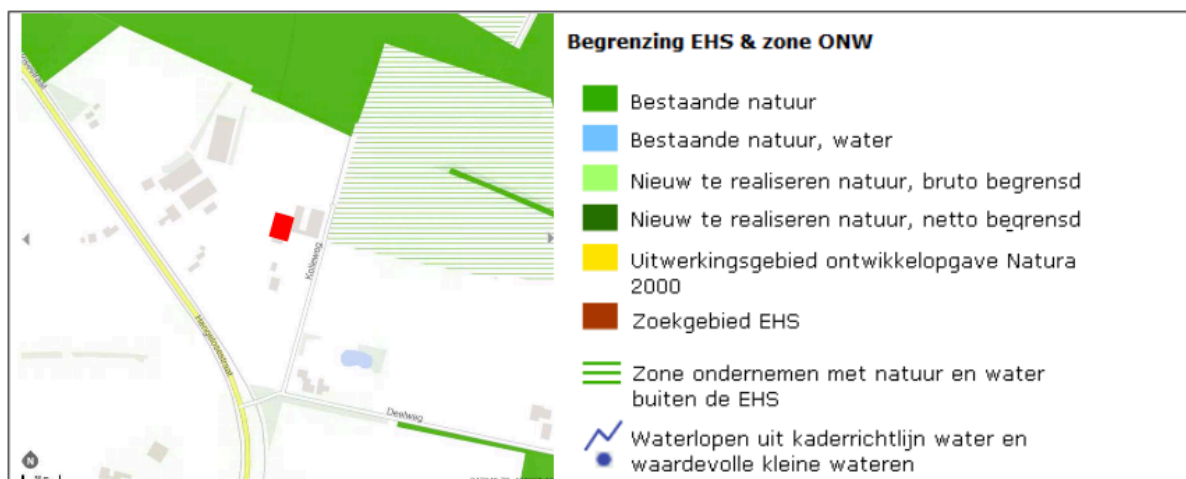 Begrenzing EHS & zone ONW
Bestaande natuur
Bestaande natuur, water
Nieuw te realiseren natuur, bruto begrensd
Nieuw te realiseren natuur, netto begrensd
Uitwerkingsgebied ontwikkelopgave Natura
2000
Zoekgebied EHS
Zone ondernemen met natuur en water
buiten de EHS
Waterlopen uit kaderrichtlijn water en
waardevolle kleine wateren
Hengelosestraat
Deelweg
N